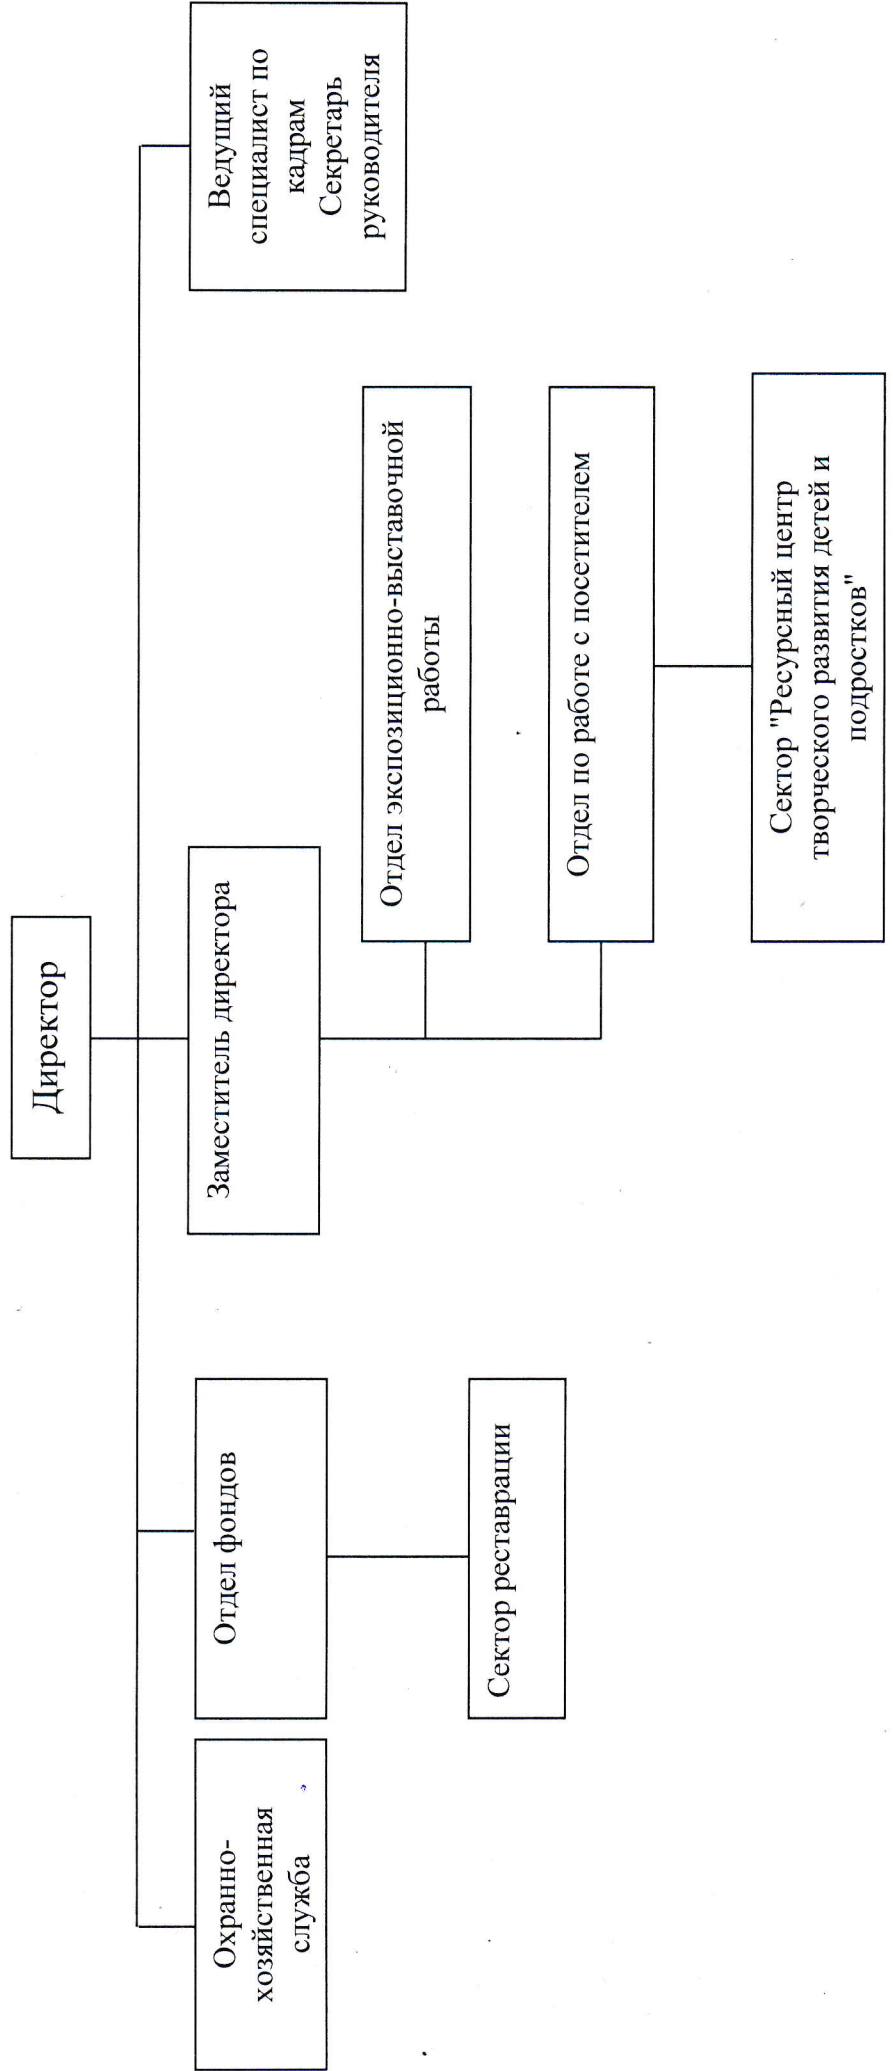 Директор
Охранно-
хозяйственная
служба
Отдел фондов
Заместитель директора
Ведущий
специалист по
кадрам
Секретарь
руководителя
Сектор реставрации
Отдел экспозиционно-выставочной
работы
Отдел по работе с посетителем
Сектор "Ресурсный центр
творческого развития детей и
подростков"